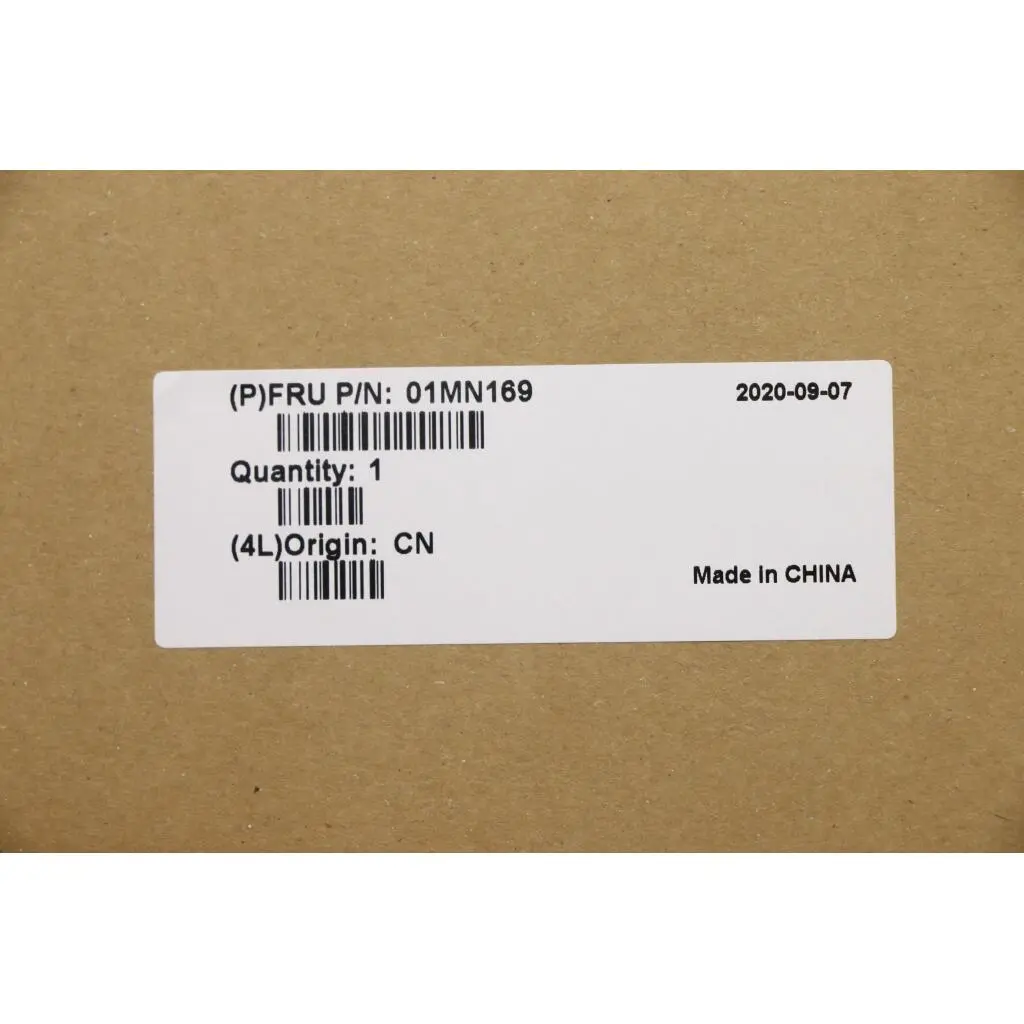 (P)FRU P/N: 01MN169
2020-09-07
Quantity: 1
(4L)Origin: CN
Made in CHINA